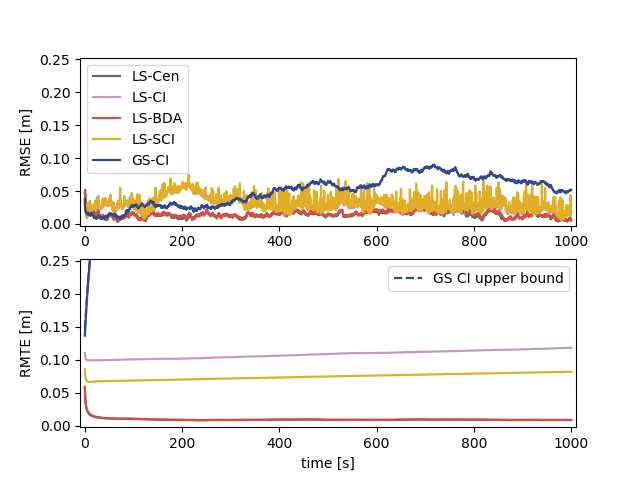 0.25
0.20
0.15
0.10
0.05
0.00
RMSE [m]
LS-Cen
LS-CI
LS-BDA
LS-SCI
GS-CI
0 200 400 600 800 1000
0.25
0.20
0.15
0.10
0.05
0.00
RMTE [m]
GS CI upper bound
0 200 400 600 800 1000
time [s]